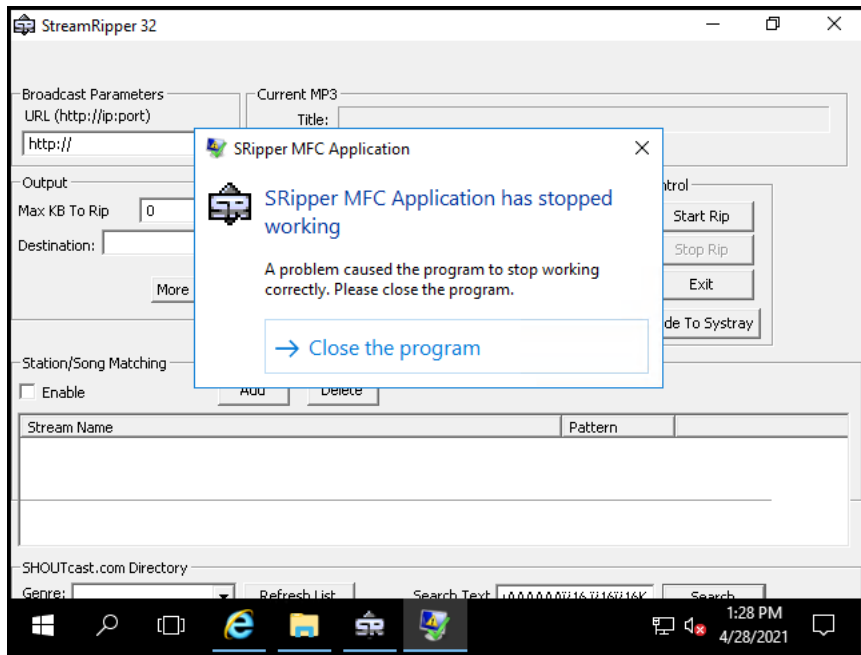 StreamRipper 32
Broadcast Parameters
Current MP3
URL (http://ip:port)
Title:
http://
SRipper MFC Application
SRipper MFC Application has stopped
working
A problem caused the program to stop working
correctly. Please close the program.
Close the program
Output
Max KB To Rip
0
Destination:
More
Start Rip
Stop Rip
Exit
To Systray
Station/Song Matching
Enable
Add
Delete
Stream Name
Pattern
SHOUTcast.com Directory
Genre:
Refresh List
Search Text
Search
1:28 PM
4/28/2021